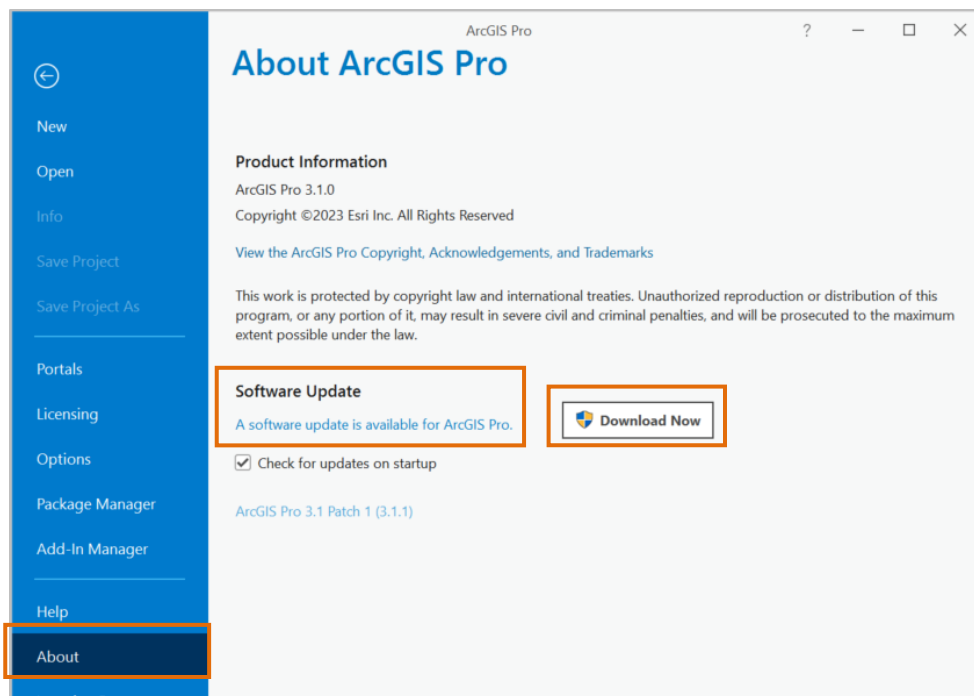 ArcGIS Pro
?
About ArcGIS Pro
New
Open
Info
Save Project
Save Project As
Portals
Licensing
Options
Package Manager
Add-In Manager
Help
About
Product Information
ArcGIS Pro 3.1.0
Copyright ©2023 Esri Inc. All Rights Reserved
View the ArcGIS Pro Copyright, Acknowledgements, and Trademarks
This work is protected by copyright law and international treaties. Unauthorized reproduction or distribution of this
program, or any portion of it, may result in severe civil and criminal penalties, and will be prosecuted to the maximum
extent possible under the law.
Software Update
A software update is available for ArcGIS Pro.
Download Now
Check for updates on startup
ArcGIS Pro 3.1 Patch 1 (3.1.1)